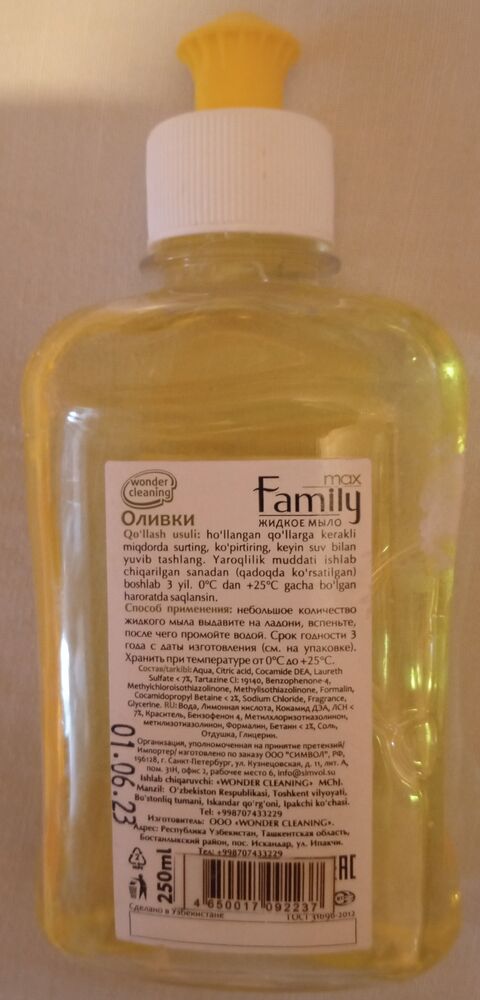 wonder
cleaning
max
Family
ЖИДКОЕ МЫЛО
Оливки
Qo'llash usuli: ho'llangan qo'llarga kerakli
miqdorda surting, ko'pirtiring, keyin suv bilan
yuvib tashlang. Yaroqlilik muddati ishlab
chiqarilgan sanadan (qadoqda ko'rsatilgan)
boshlab 3 yil. 0°C dan +25°C gacha bo'lgan
haroratda saqlansin.
Способ применения: небольшое количество
жидкого мыла выдавите на ладони, вспеньте,
после чего промойте водой. Срок годности 3
года с даты изготовления (см. на упаковке).
Хранить при температуре от 0°C до +25°C.
Состав/tarkibi: Aqua, Citric acid, Cocamide DEA, Laureth
Sulfate < 7%, Tartazine CI: 19140, Benzophenone-4,
Methylchloroisothiazolinone, Methylisothiazolinone, Formalin,
Cocamidopropyl Betaine < 2%, Sodium Chloride, Fragrance,
Glycerine. RU: Вода, Лимонная кислота, Кокамид ДЭА, ЛСН <
7%, Краситель, Бензофенон 4, Метилхлоризотиазолинон,
метилизотиазолинон, Формалин, Бетаин < 2%, Соль,
Отдушка, Глицерин.
Организация, уполномоченная на принятие претензий/
Импортер/ изготовлено по заказу ООО "СИМВОЛ", РФ,
196128, г. Санкт-Петербург, ул. Кузнецовская, д. 11, лит. А,
пом. 31Н, офис 2, рабочее место 6, info@simvol.su
Ishlab chiqaruvchi: «WONDER CLEANING» MChJ.
Manzil: O'zbekiston Respublikasi, Toshkent vilyoyati,
Bo'stonliq tumani, Iskandar qo'rg'oni, Ipakchi ko'chasi.
Tel: +998707433229
Изготовитель: ООО «WONDER CLEANING».
Адрес: Республика Узбекистан, Ташкентская область,
Бостанлыкский район, пос. Искандар, ул. Ипакчи.
Тел: +998707433229
01.06.23
250ml
4 650017 092237
EAC
Сделано в Узбекистане
ГОСТ 31696-2012